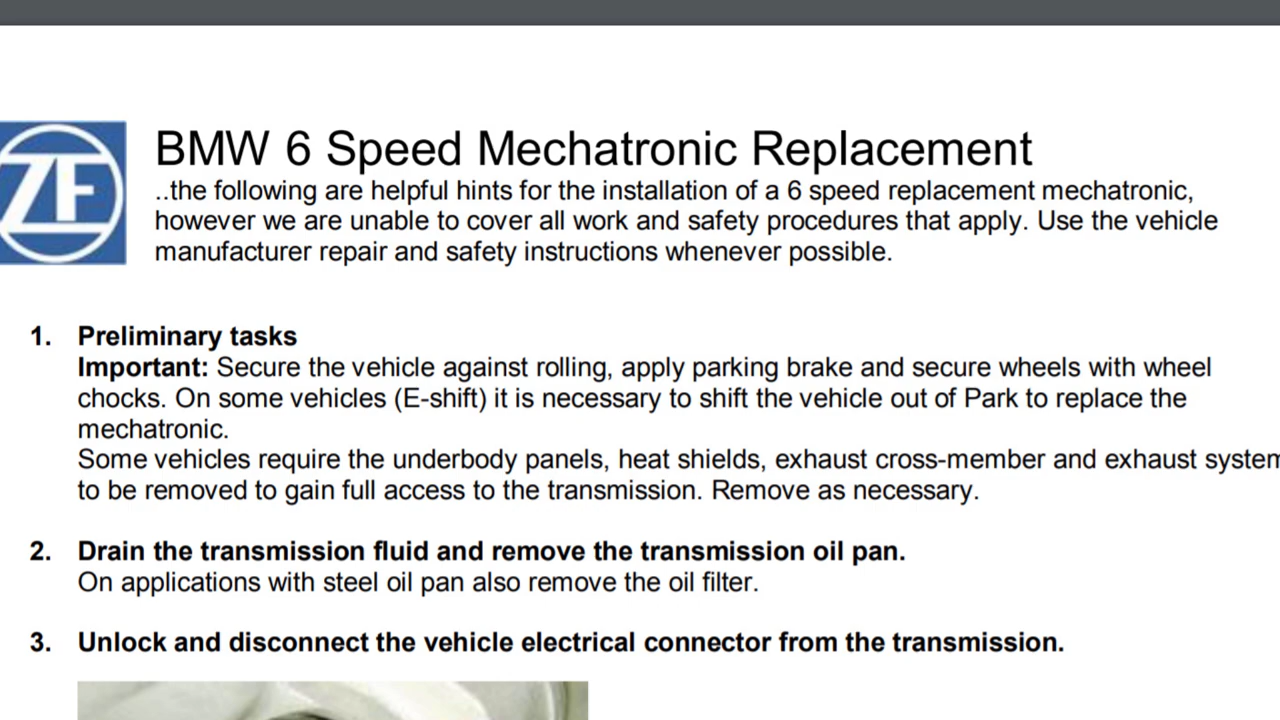 ZF
BMW 6 Speed Mechatronic Replacement
..the following are helpful hints for the installation of a 6 speed replacement mechatronic,
however we are unable to cover all work and safety procedures that apply. Use the vehicle
manufacturer repair and safety instructions whenever possible.
1. Preliminary tasks
Important: Secure the vehicle against rolling, apply parking brake and secure wheels with wheel
chocks. On some vehicles (E-shift) it is necessary to shift the vehicle out of Park to replace the
mechatronic.
Some vehicles require the underbody panels, heat shields, exhaust cross-member and exhaust system
to be removed to gain full access to the transmission. Remove as necessary.
2. Drain the transmission fluid and remove the transmission oil pan.
On applications with steel oil pan also remove the oil filter.
3. Unlock and disconnect the vehicle electrical connector from the transmission.